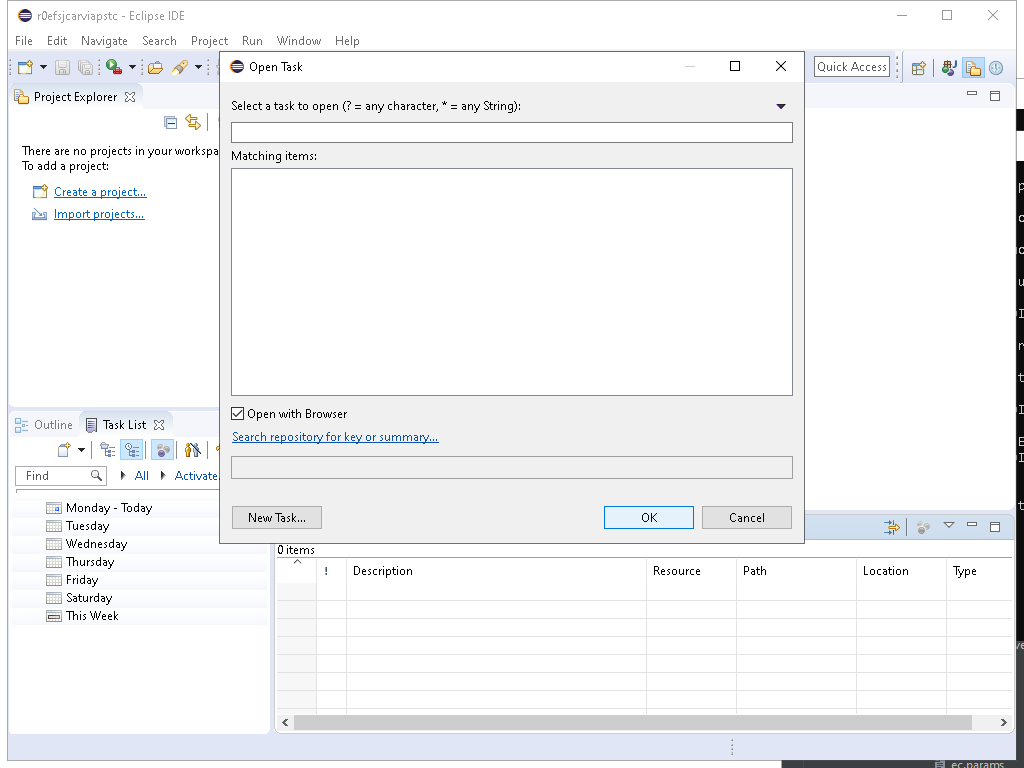 r0efsjcarviapstc - Eclipse IDE
File Edit Navigate Search Project Run Window Help
Quick Access
Project Explorer
There are no projects in your workspa
To add a project:
Create a project...
Import projects...
Open Task
Select a task to open (? = any character, * = any String):
Matching items:
Open with Browser
Search repository for key or summary...
New Task... OK Cancel
Outline Task List
Find All Activate
Monday - Today
Tuesday
Wednesday
Thursday
Friday
Saturday
This Week
0 items
! Description Resource Path Location Type
ec.params